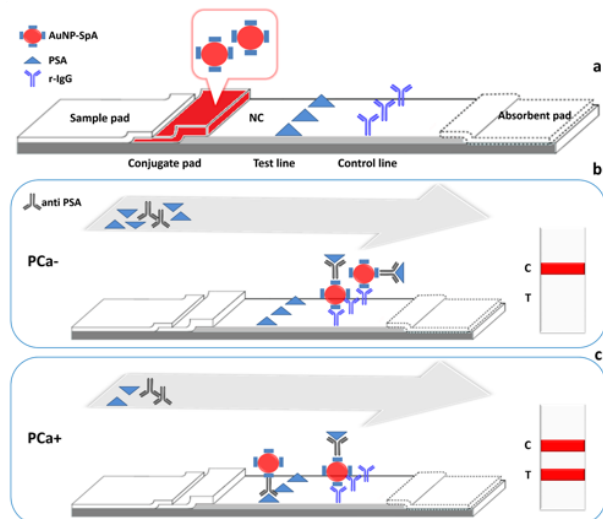 AuNP-SpA
PSA
r-IgG
a
Sample pad
NC
Absorbent pad
Conjugate pad
Test line
Control line
b
anti PSA
PCa-
C
T
c
PCa+
C
T